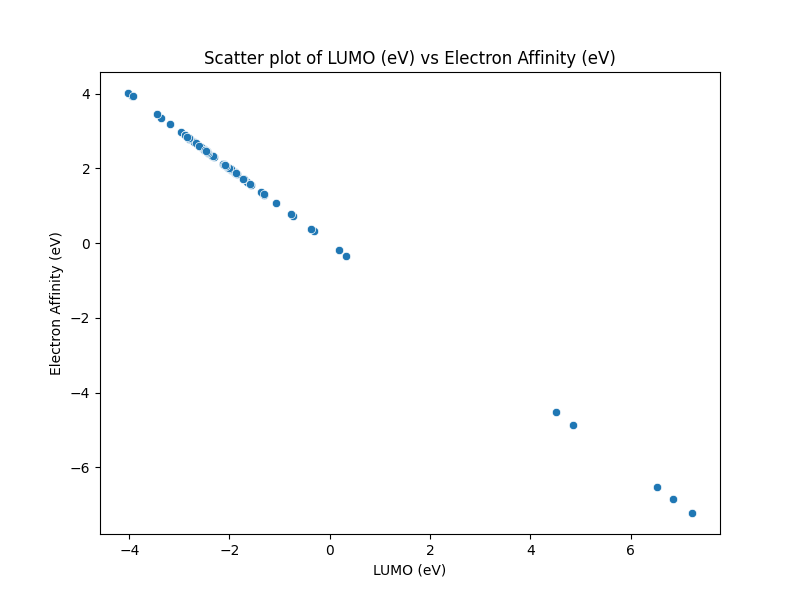 Scatter plot of LUMO (eV) vs Electron Affinity (eV)
4
2
0
−2
−4
−6
Electron Affinity (eV)
−4 −2 0 2 4 6
LUMO (eV)